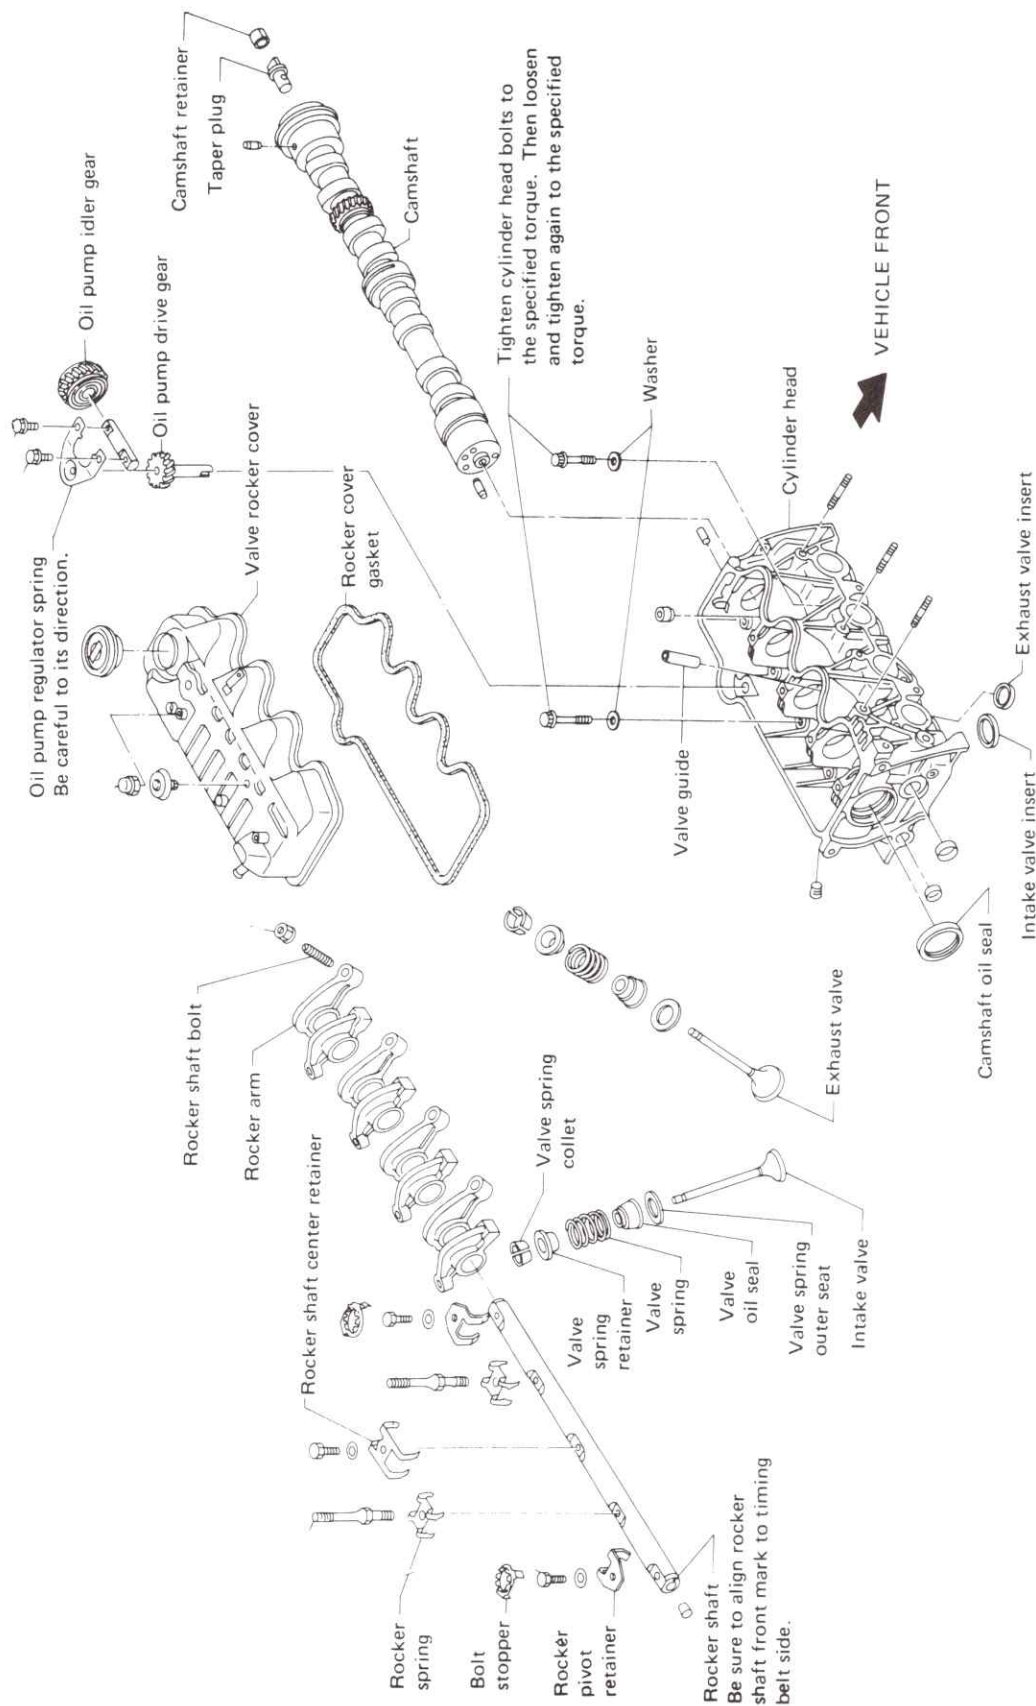 Camshaft retainer
Taper plug
Oil pump idler gear
Oil pump drive gear
Oil pump regulator spring
Be careful to its direction.
Valve rocker cover
Rocker cover
gasket
Camshaft
Tighten cylinder head bolts to
the specified torque. Then loosen
and tighten again to the specified
torque.
Washer
VEHICLE FRONT
Cylinder head
Valve guide
Exhaust valve insert
Intake valve insert
Camshaft oil seal
Rocker shaft bolt
Rocker arm
Rocker shaft center retainer
Valve spring
collet
Exhaust valve
Valve
spring
retainer
Valve
spring
Valve
oil seal
Valve spring
outer seat
Intake valve
Rocker
spring
Bolt
stopper
Rocker
pivot
retainer
Rocker shaft
Be sure to align rocker
shaft front mark to timing
belt side.